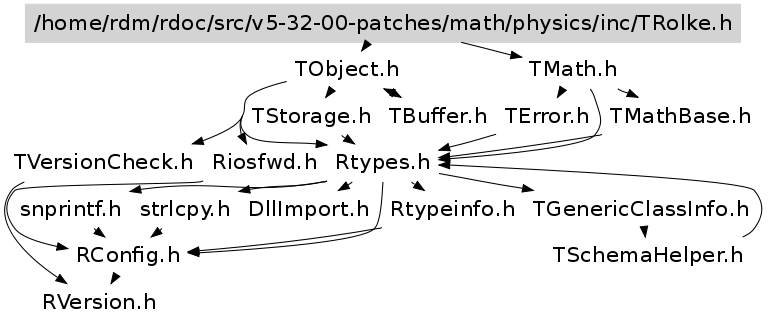 /home/rdm/rdoc/src/v5-32-00-patches/math/physics/inc/TRolke.h
TObject.h
TMath.h
TStorage.h
TBuffer.h
TError.h
TMathBase.h
TVersionCheck.h
Riosfwd.h
Rtypes.h
snprintf.h
strlcpy.h
DllImport.h
Rtypeinfo.h
TGenericClassInfo.h
RConfig.h
TSchemaHelper.h
RVersion.h